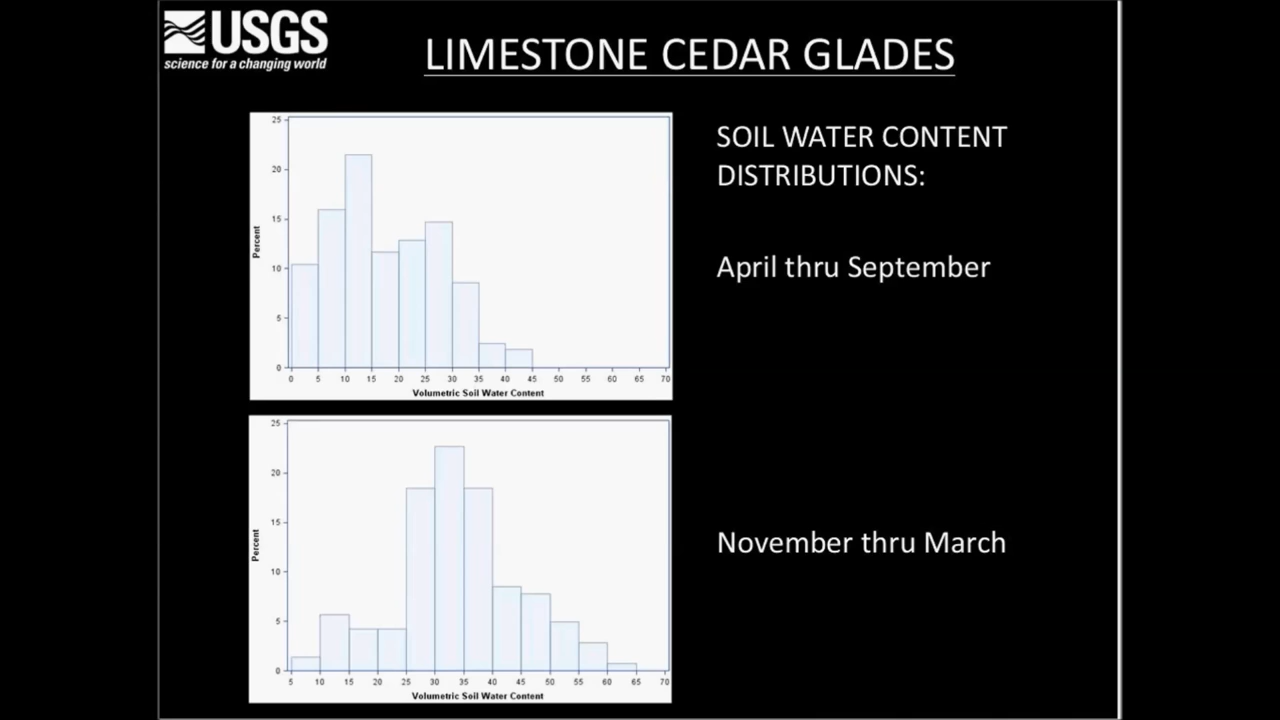 USGS
science for a changing world
LIMESTONE CEDAR GLADES
SOIL WATER CONTENT
DISTRIBUTIONS:
April thru September
25
20
15
10
5
0
Percent
0 5 10 15 20 25 30 35 40 45 50 55 60 65 70
Volumetric Soil Water Content
November thru March
25
20
15
10
5
0
Percent
5 10 15 20 25 30 35 40 45 50 55 60 65 70
Volumetric Soil Water Content